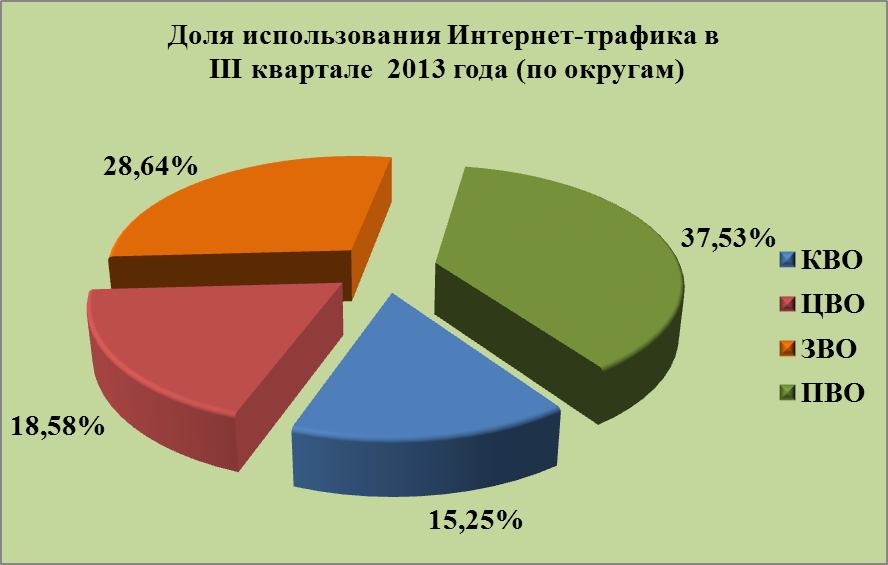 Доля использования Интернет-трафика в
III квартале 2013 года (по округам)
28,64%
37,53%
18,58%
15,25%
КВО
ЦВО
ЗВО
ПВО